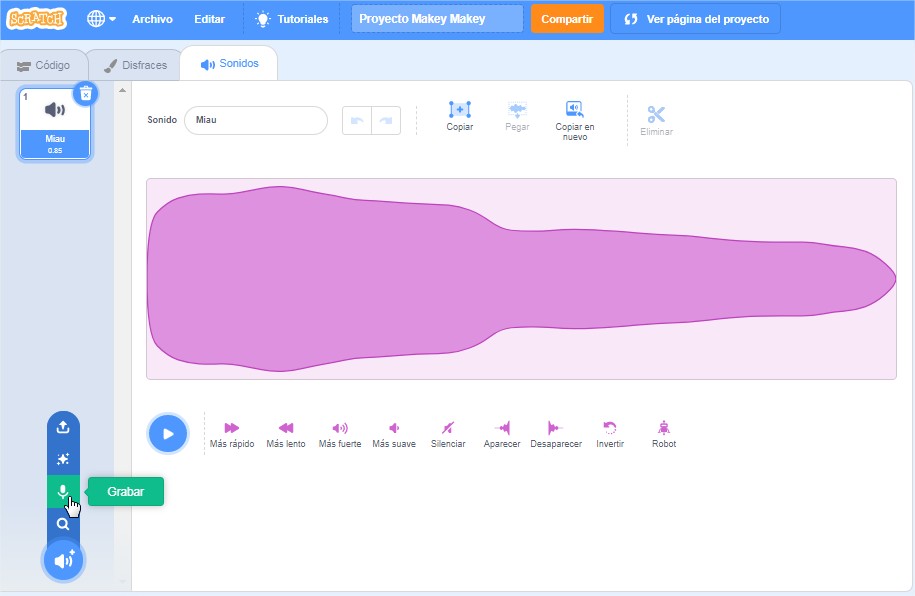 SCRATCH
Archivo
Editar
Tutoriales
Proyecto Makey Makey
Compartir
Ver página del proyecto
Código
Disfraces
Sonidos
1
Miau
0.85
Sonido
Miau
Copiar
Pegar
Copiar en
nuevo
Eliminar
Más rápido
Más lento
Más fuerte
Más suave
Silenciar
Aparecer
Desaparecer
Invertir
Robot
Grabar